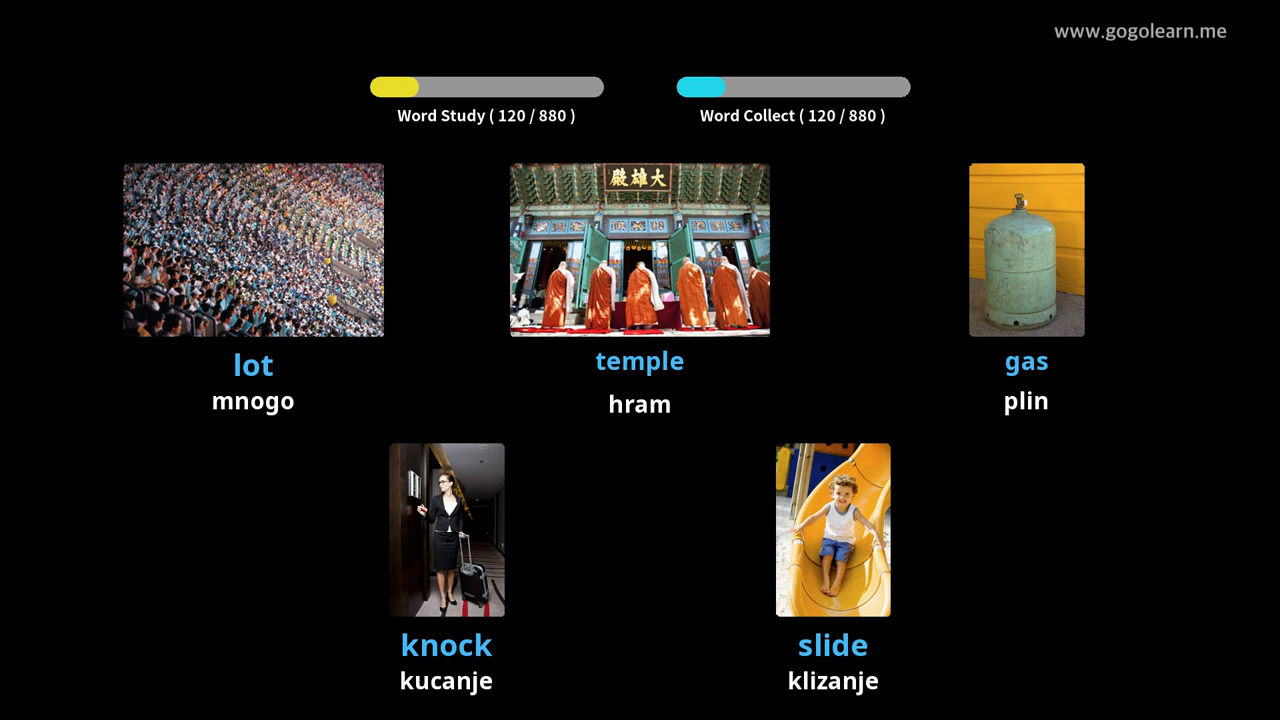 www.gogolearn.me
Word Study ( 120 / 880 )
Word Collect ( 120 / 880 )
殿雄大
lot
mnogo
temple
hram
gas
plin
knock
kucanje
slide
klizanje